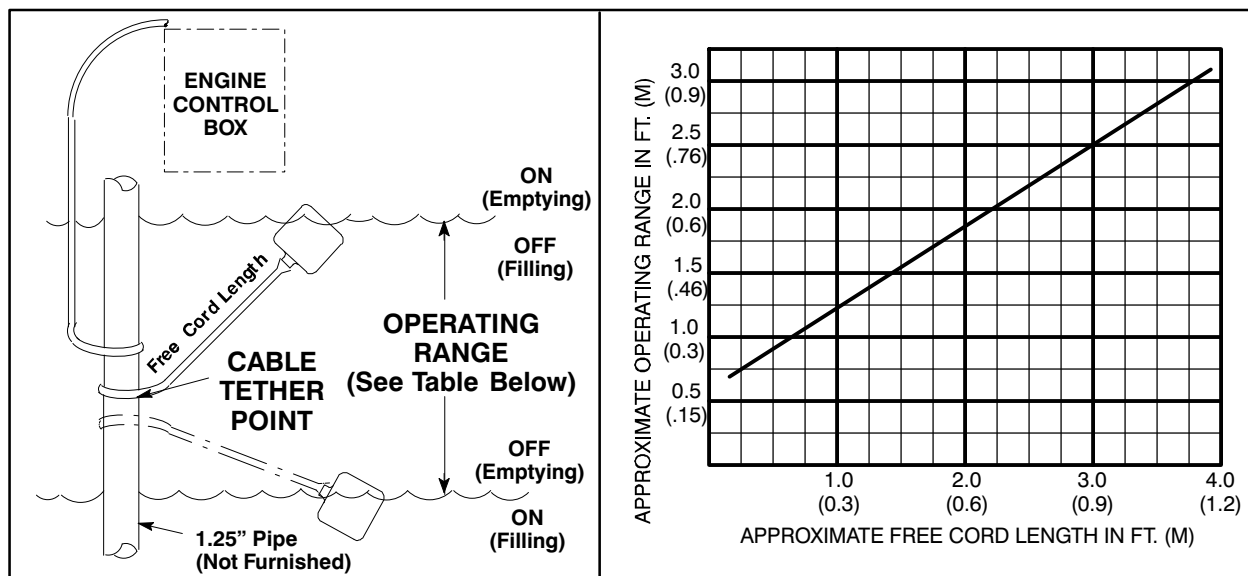 ENGINE
CONTROL
BOX
ON
(Emptying)
OFF
(Filling)
Free Cord Length
OPERATING
RANGE
(See Table Below)
CABLE
TETHER
POINT
OFF
(Emptying)
ON
(Filling)
1.25” Pipe
(Not Furnished)
APPROXIMATE OPERATING RANGE IN FT. (M)
3.0
(0.9)
2.5
(.76)
2.0
(0.6)
1.5
(.46)
1.0
(0.3)
0.5
(.15)
1.0 2.0 3.0 4.0
(0.3) (0.6) (0.9) (1.2)
APPROXIMATE FREE CORD LENGTH IN FT. (M)